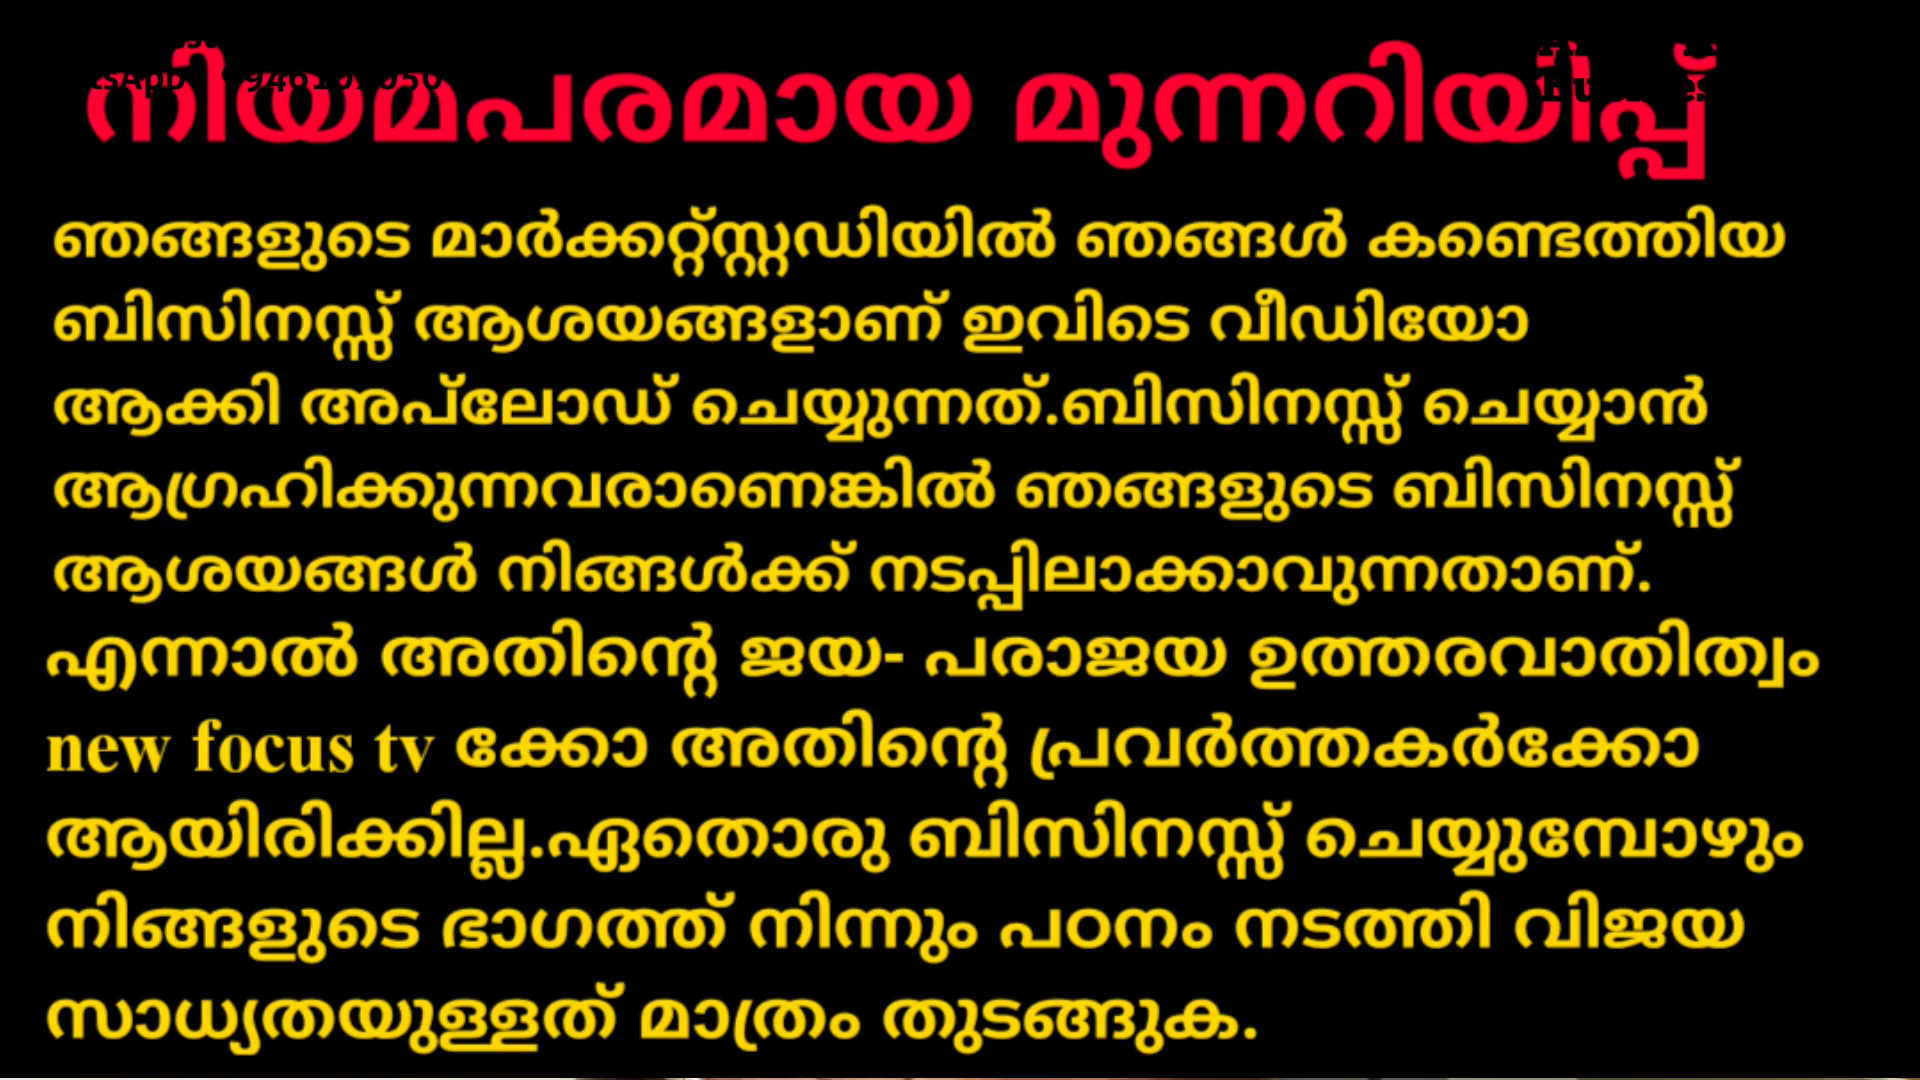 നിയമപരമായ മുന്നറിയിപ്പ്
ഞങ്ങളുടെ മാർക്കറ്റ്സ്റ്റഡിയിൽ ഞങ്ങൾ കണ്ടെത്തിയ
ബിസിനസ്സ് ആശയങ്ങളാണ് ഇവിടെ വീഡിയോ
ആക്കി അപ്‌ലോഡ് ചെയ്യുന്നത്.ബിസിനസ്സ് ചെയ്യാൻ
ആഗ്രഹിക്കുന്നവരാണെങ്കിൽ ഞങ്ങളുടെ ബിസിനസ്സ്
ആശയങ്ങൾ നിങ്ങൾക്ക് നടപ്പിലാക്കാവുന്നതാണ്.
എന്നാൽ അതിന്റെ ജയ- പരാജയ ഉത്തരവാതിത്വം
new focus tv ക്കോ അതിന്റെ പ്രവർത്തകർക്കോ
ആയിരിക്കില്ല.ഏതൊരു ബിസിനസ്സ് ചെയ്യുമ്പോഴും
നിങ്ങളുടെ ഭാഗത്ത് നിന്നും പഠനം നടത്തി വിജയ
സാധ്യതയുള്ളത് മാത്രം തുടങ്ങുക.